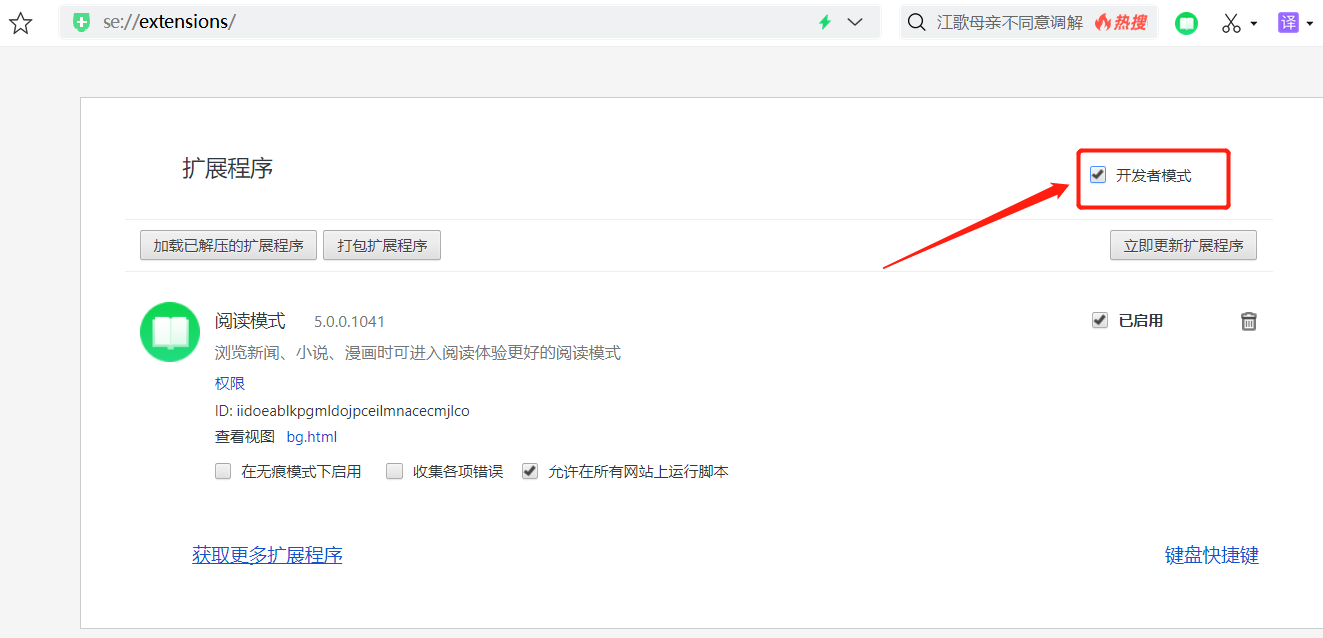 se://extensions/
江歌母亲不同意调解 热搜
译
扩展程序
开发者模式
加载已解压的扩展程序 打包扩展程序 立即更新扩展程序
阅读模式 5.0.0.1041 已启用
浏览新闻、小说、漫画时可进入阅读体验更好的阅读模式
权限
ID: iidoeablkpgmldojpceilmnacecmjlco
查看视图 bg.html
在无痕模式下启用 收集各项错误 允许在所有网站上运行脚本
获取更多扩展程序 键盘快捷键